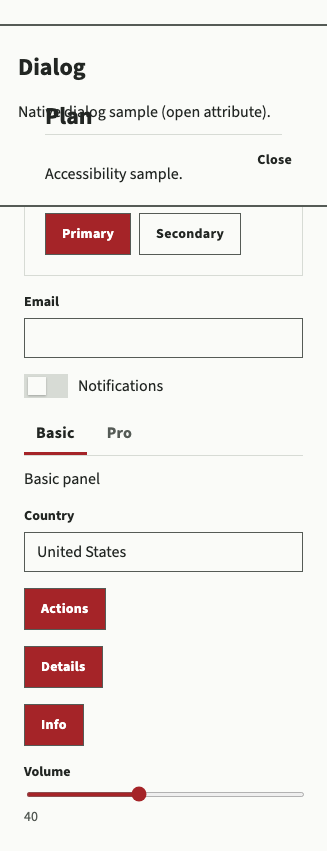 Dialog
Native dialog sample (open attribute).
Plan
Close
Accessibility sample.
Primary
Secondary
Email
Notifications
Basic
Pro
Basic panel
Country
United States
Actions
Details
Info
Volume
40